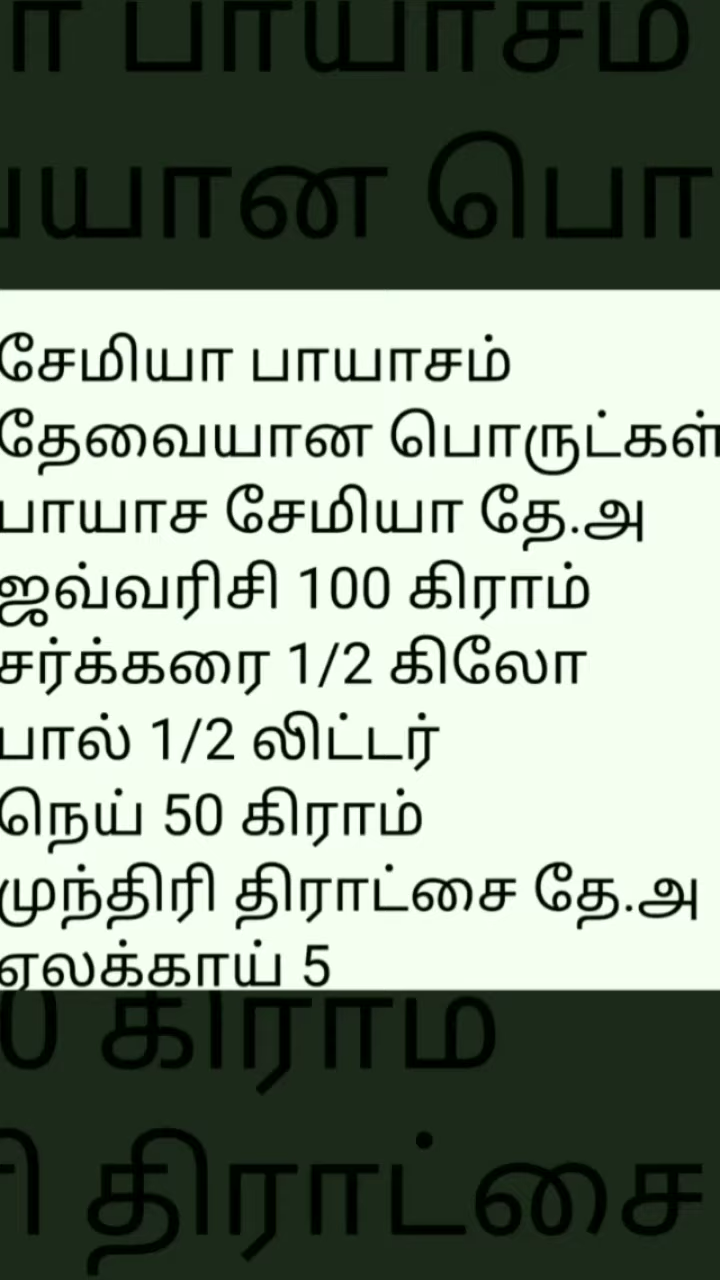 சேமியா பாயாசம்
தேவையான பொருட்கள்
பாயாச சேமியா தே.அ
ஜவ்வரிசி 100 கிராம்
சர்க்கரை 1/2 கிலோ
பால் 1/2 லிட்டர்
நெய் 50 கிராம்
முந்திரி திராட்சை தே.அ
ஏலக்காய் 5